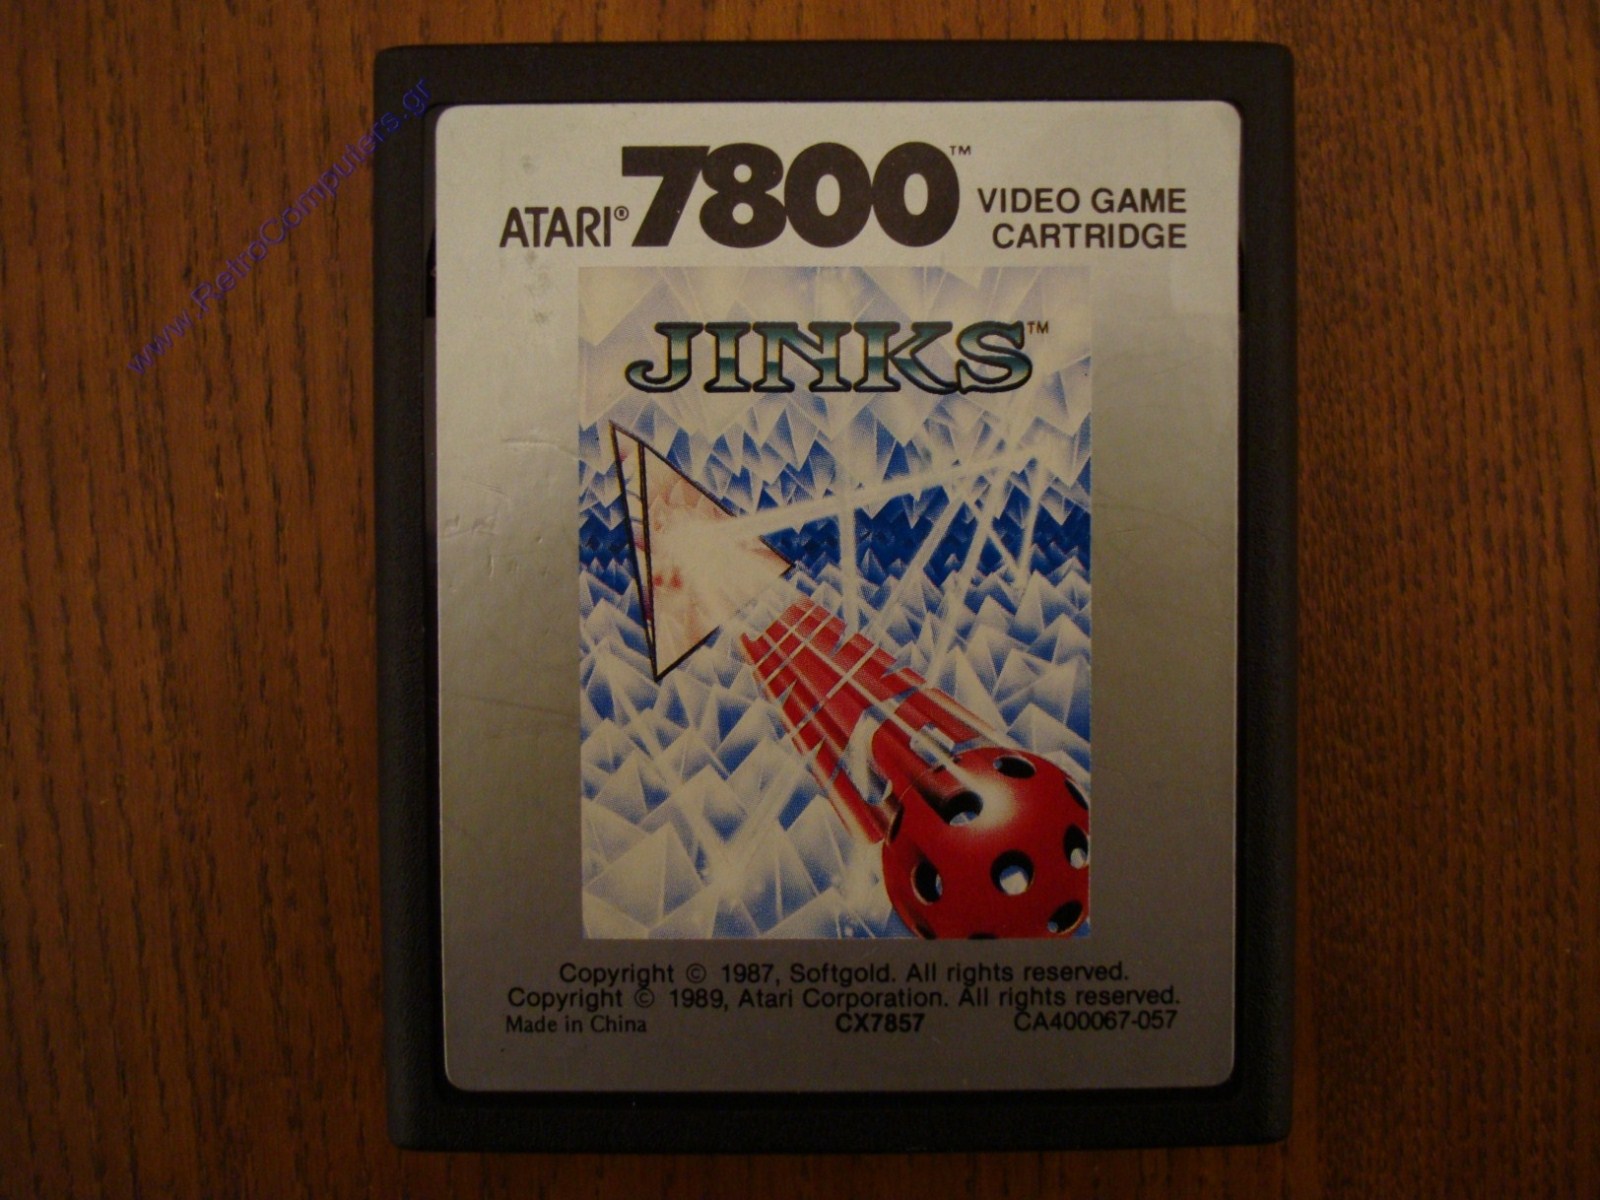 ATARI® 7800™ VIDEO GAME
CARTRIDGE
JINKS™
Copyright © 1987, Softgold. All rights reserved.
Copyright © 1989, Atari Corporation. All rights reserved.
Made in China CX7857 CA400067-057
www.RetroComputers.gr